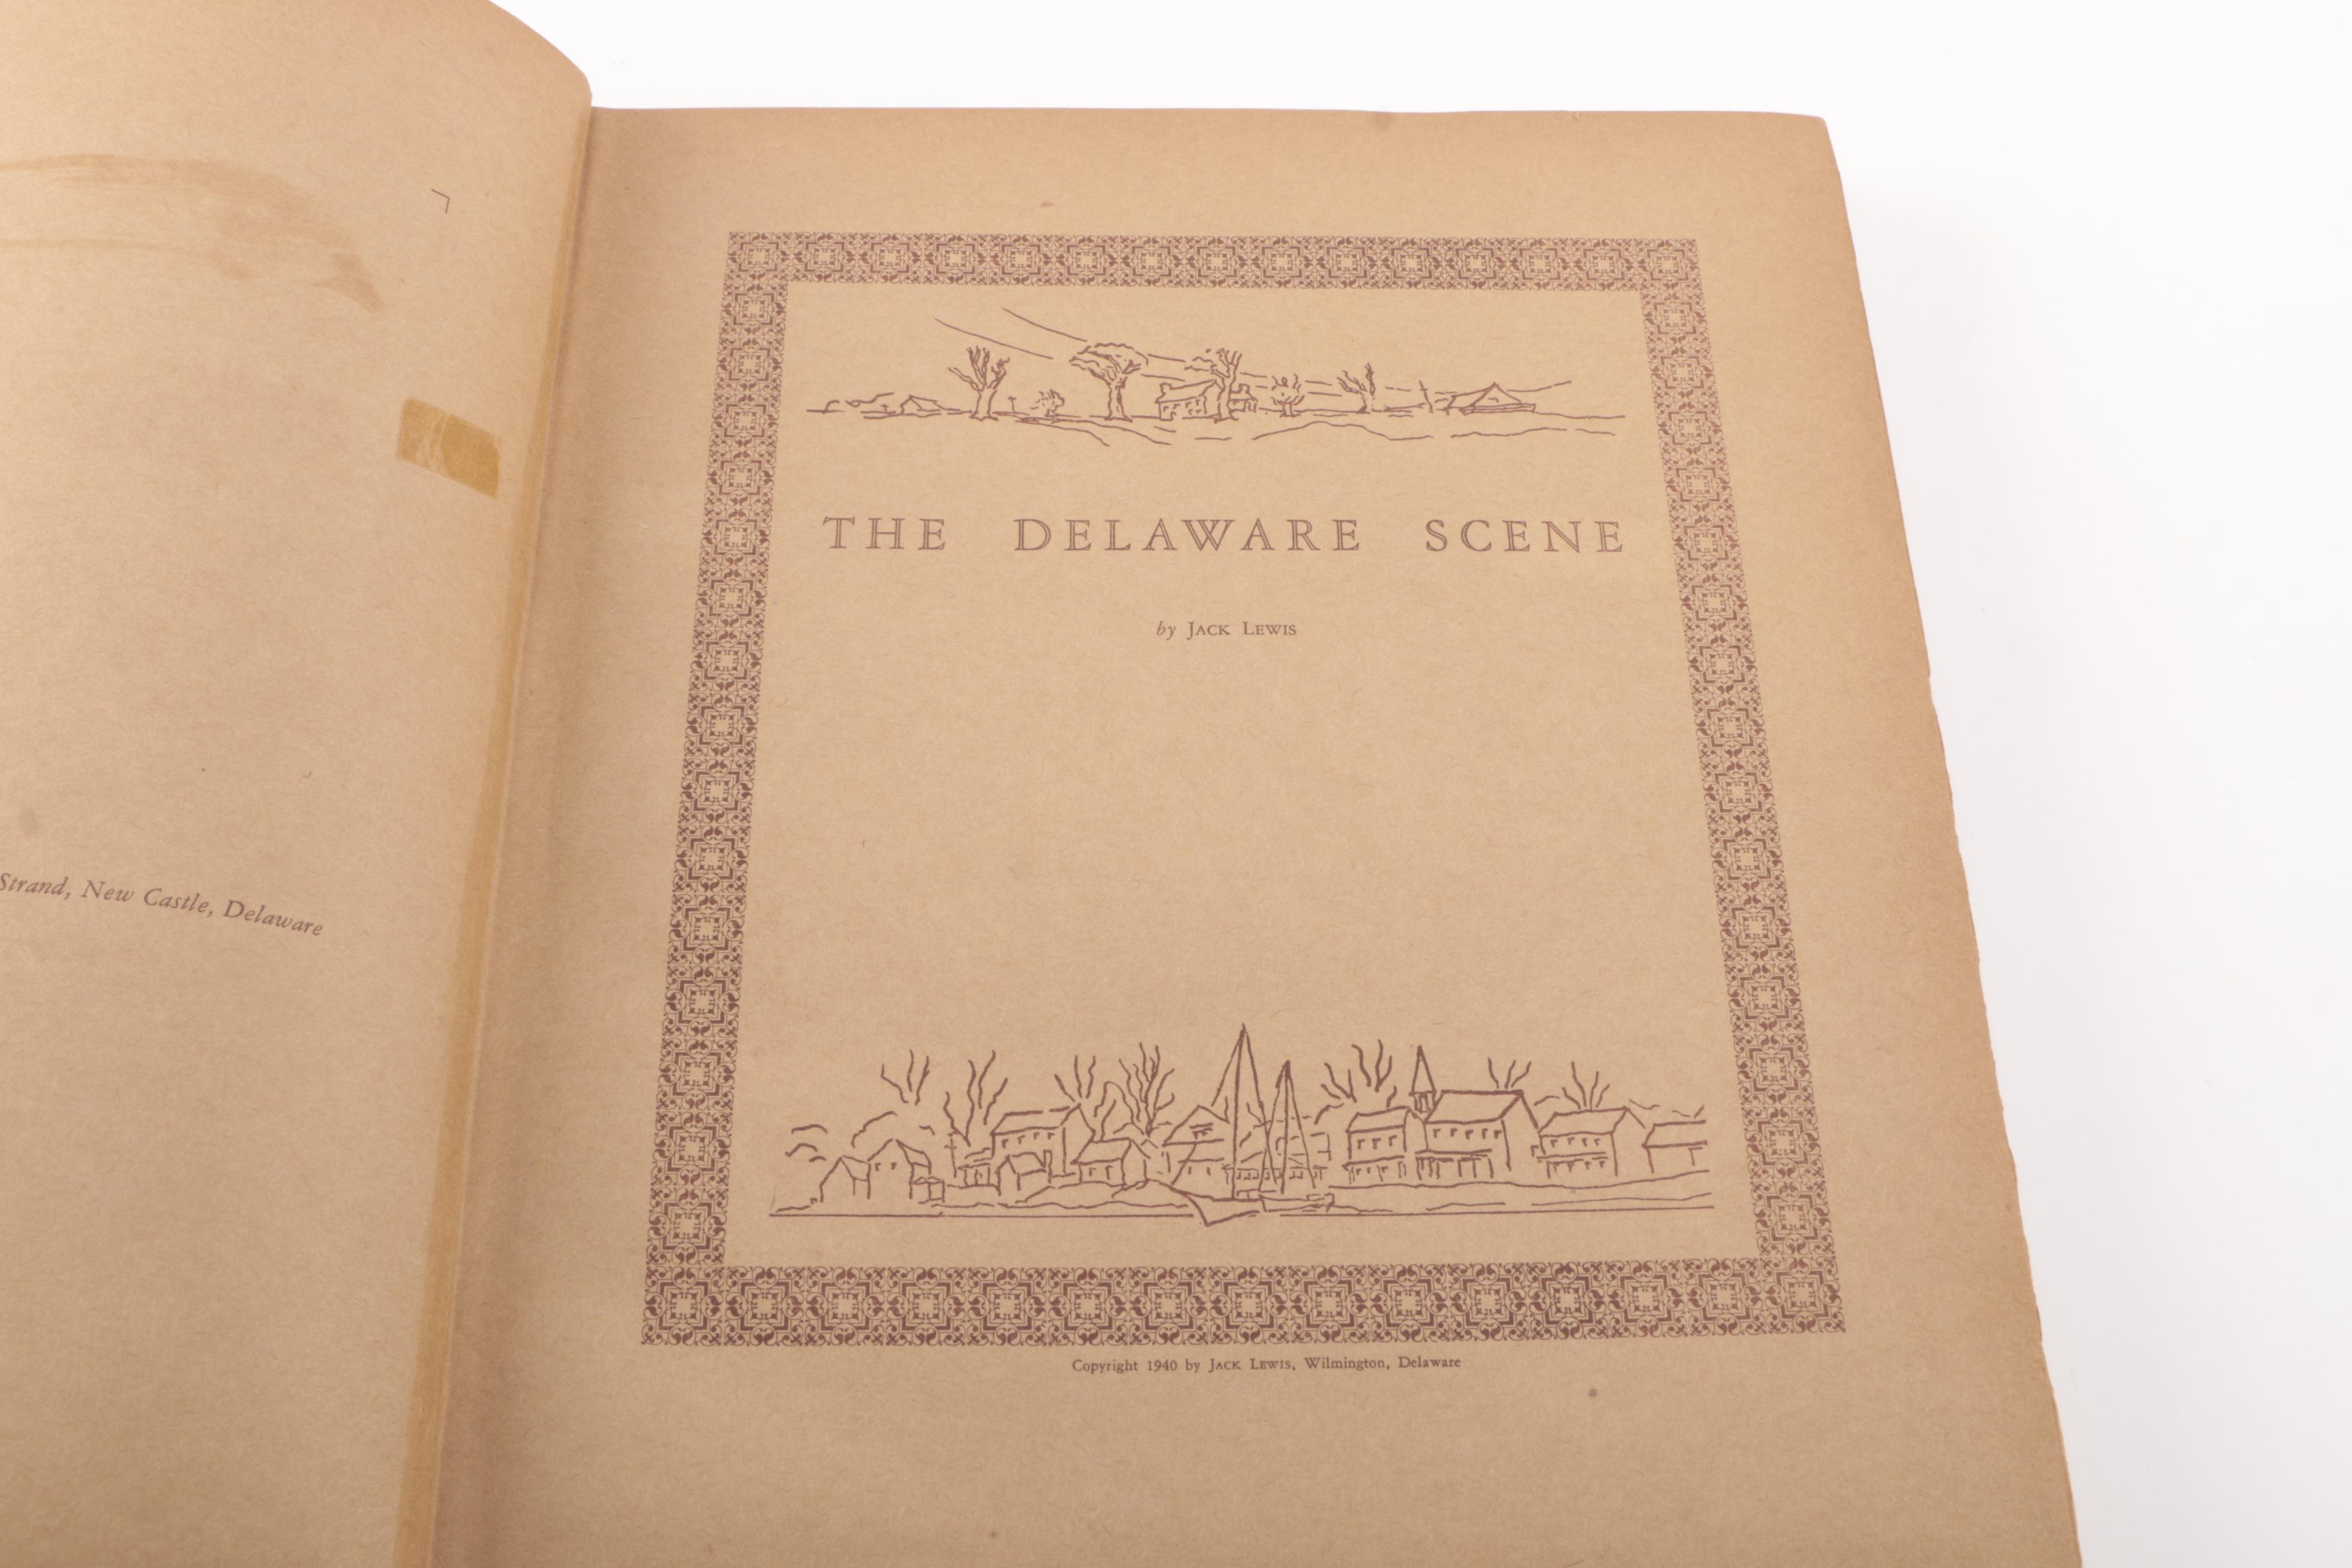 Strand, New Castle, Delaware
THE DELAWARE SCENE
by JACK LEWIS
Copyright 1940 by JACK LEWIS, Wilmington, Delaware